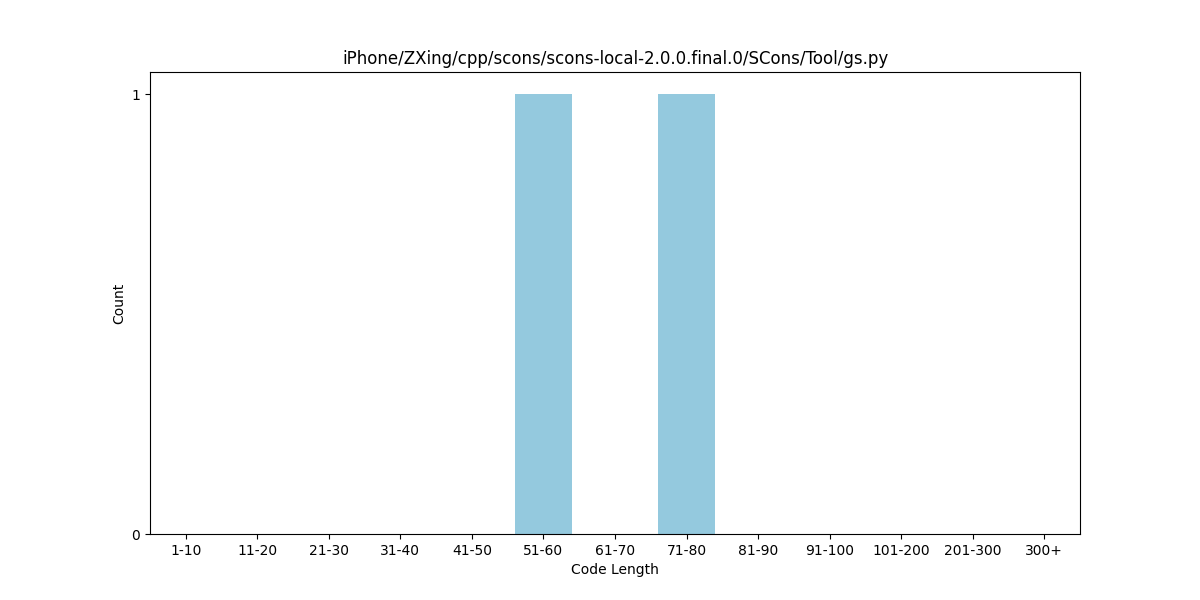 iPhone/ZXing/cpp/scons/scons-local-2.0.0.final.0/SCons/Tool/gs.py
1
Count
0
1-10 11-20 21-30 31-40 41-50 51-60 61-70 71-80 81-90 91-100 101-200 201-300 300+
Code Length